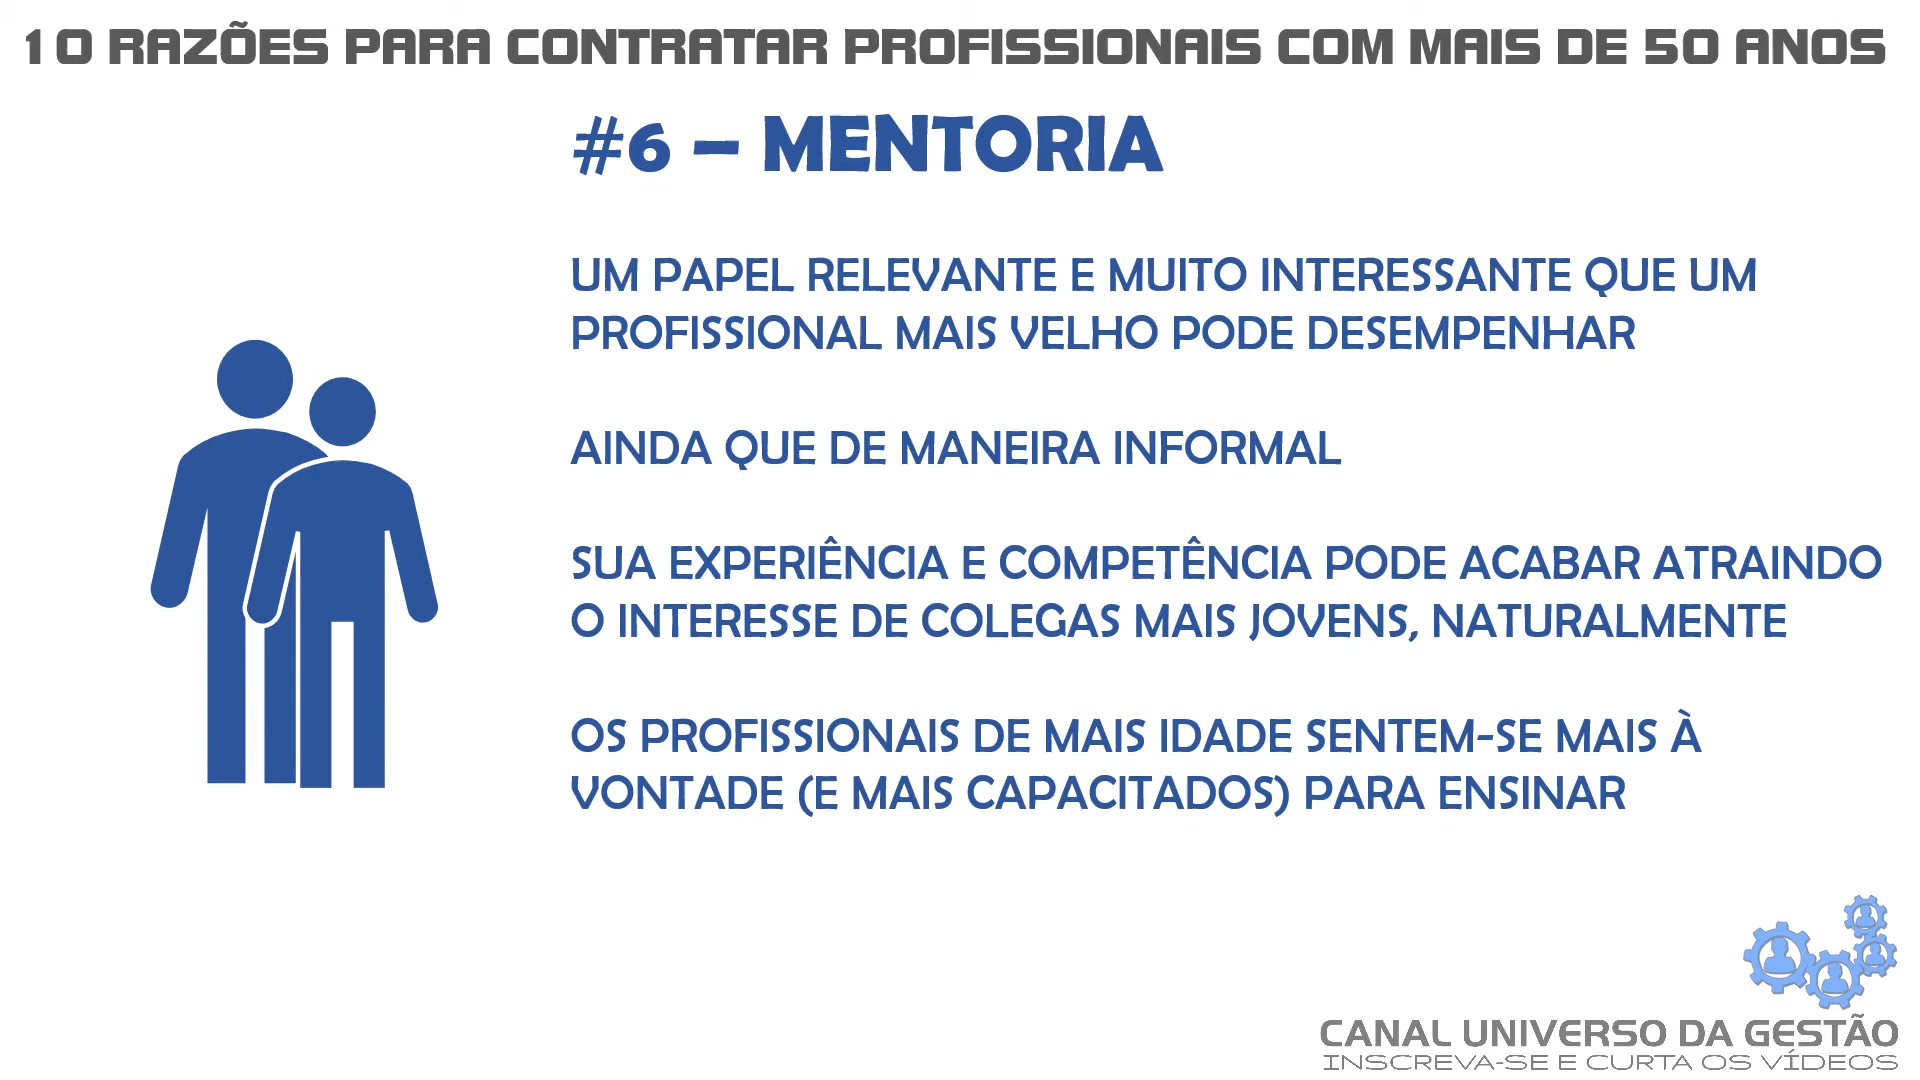 10 RAZÕES PARA CONTRATAR PROFISSIONAIS COM MAIS DE 50 ANOS
#6 – MENTORIA
UM PAPEL RELEVANTE E MUITO INTERESSANTE QUE UM
PROFISSIONAL MAIS VELHO PODE DESEMPENHAR
AINDA QUE DE MANEIRA INFORMAL
SUA EXPERIÊNCIA E COMPETÊNCIA PODE ACABAR ATRAINDO
O INTERESSE DE COLEGAS MAIS JOVENS, NATURALMENTE
OS PROFISSIONAIS DE MAIS IDADE SENTEM-SE MAIS À
VONTADE (E MAIS CAPACITADOS) PARA ENSINAR
CANAL UNIVERSO DA GESTÃO
INSCREVA-SE E CURTA OS VÍDEOS